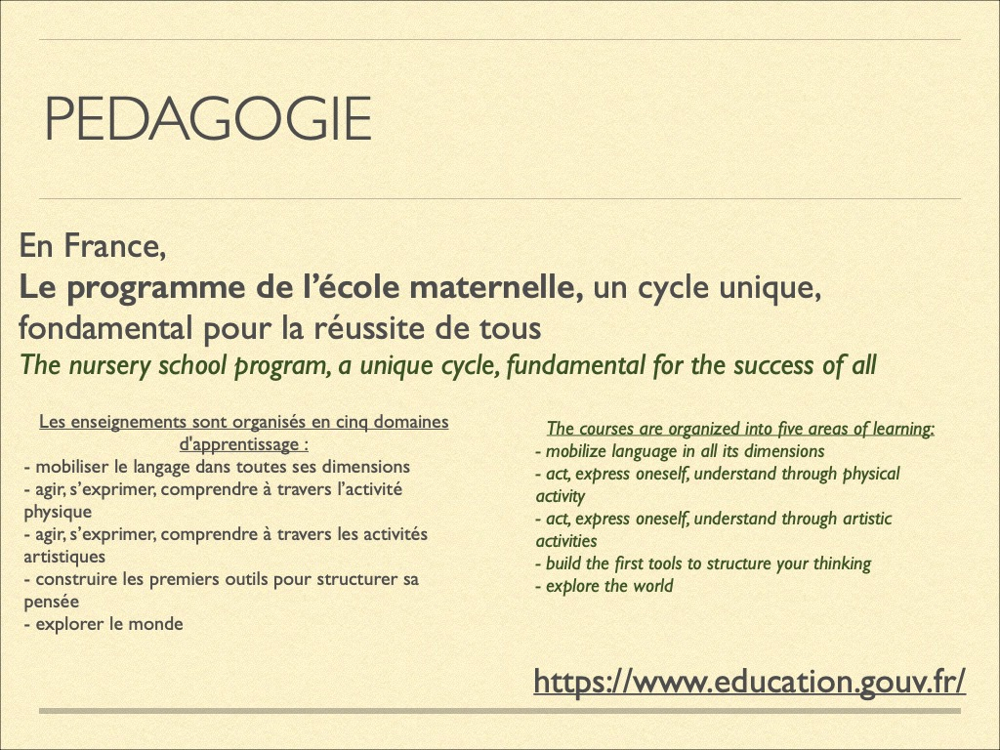 PEDAGOGIE
En France,
Le programme de l’école maternelle, un cycle unique,
fondamental pour la réussite de tous
The nursery school program, a unique cycle, fundamental for the success of all
Les enseignements sont organisés en cinq domaines
d'apprentissage :
- mobiliser le langage dans toutes ses dimensions
- agir, s’exprimer, comprendre à travers l’activité
physique
- agir, s’exprimer, comprendre à travers les activités
artistiques
- construire les premiers outils pour structurer sa
pensée
- explorer le monde
The courses are organized into five areas of learning:
- mobilize language in all its dimensions
- act, express oneself, understand through physical
activity
- act, express oneself, understand through artistic
activities
- build the first tools to structure your thinking
- explore the world
https://www.education.gouv.fr/